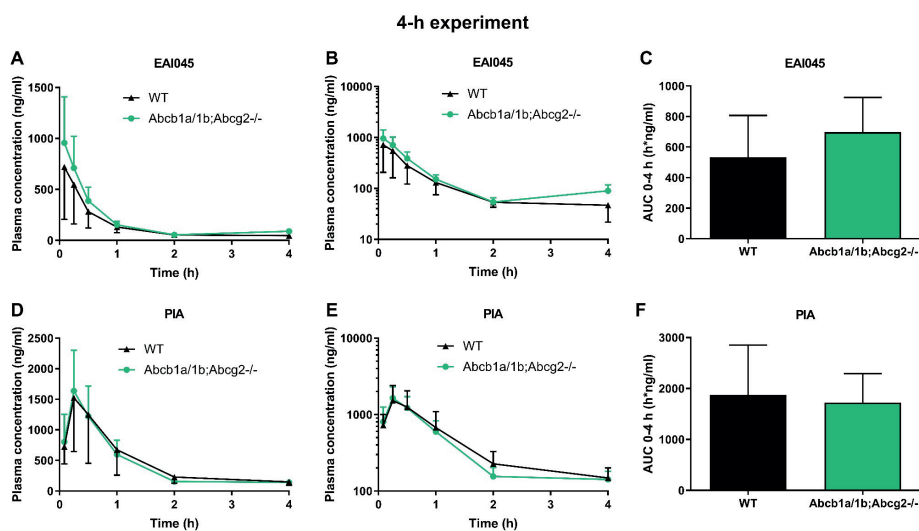 4-h experiment
A
EAI045
Plasma concentration (ng/ml)
1500
1000
500
0
WT
Abcb1a/1b;Abcg2-/-
0 1 2 3 4
Time (h)
B
EAI045
Plasma concentration (ng/ml)
10000
1000
100
10
WT
Abcb1a/1b;Abcg2-/-
0 1 2 3 4
Time (h)
C
EAI045
AUC 0-4 h (h*ng/ml)
1000
800
600
400
200
0
WT Abcb1a/1b;Abcg2-/-
D
PIA
Plasma concentration (ng/ml)
2500
2000
1500
1000
500
0
WT
Abcb1a/1b;Abcg2-/-
0 1 2 3 4
Time (h)
E
PIA
Plasma concentration (ng/ml)
10000
1000
100
WT
Abcb1a/1b;Abcg2-/-
0 1 2 3 4
Time (h)
F
PIA
AUC 0-4 h (h*ng/ml)
3000
2000
1000
0
WT Abcb1a/1b;Abcg2-/-